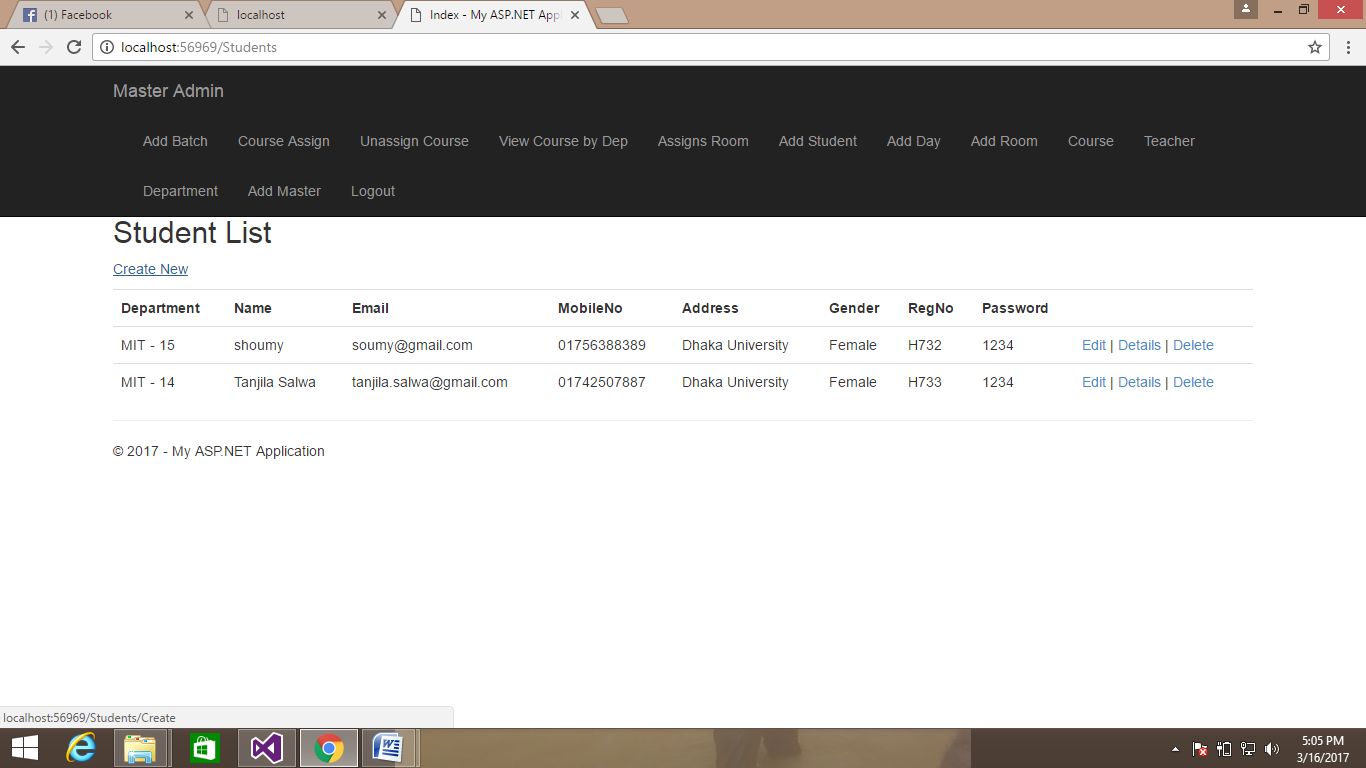 (1) Facebook
localhost
Index - My ASP.NET Appl
localhost:56969/Students
Master Admin
Add Batch Course Assign Unassign Course View Course by Dep Assigns Room Add Student Add Day Add Room Course Teacher
Department Add Master Logout
Student List
Create New
Department Name Email MobileNo Address Gender RegNo Password
MIT - 15 shoumy soumy@gmail.com 01756388389 Dhaka University Female H732 1234 Edit | Details | Delete
MIT - 14 Tanjila Salwa tanjila.salwa@gmail.com 01742507887 Dhaka University Female H733 1234 Edit | Details | Delete
© 2017 - My ASP.NET Application
localhost:56969/Students/Create
5:05 PM
3/16/2017